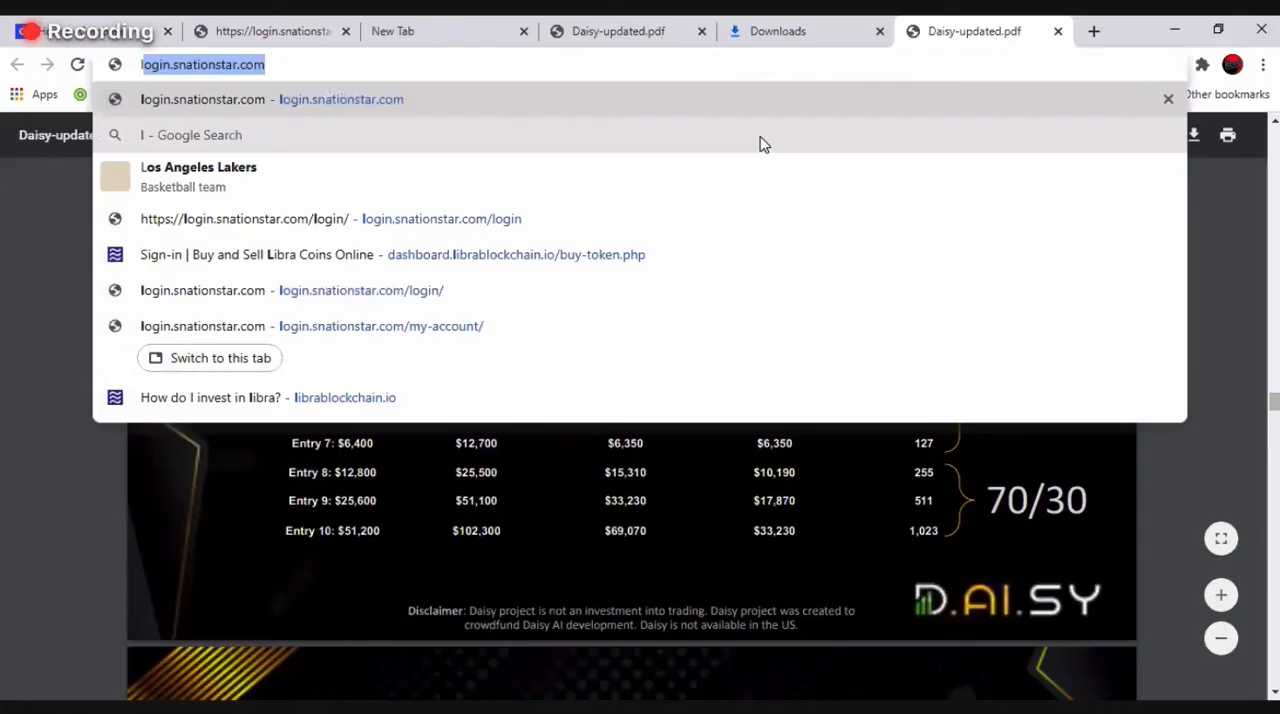 Recording
https://login.snationsta
New Tab
Daisy-updated.pdf
Downloads
Daisy-updated.pdf
login.snationstar.com
Apps
Other bookmarks
login.snationstar.com - login.snationstar.com
Daisy-update
l - Google Search
Los Angeles Lakers
Basketball team
https://login.snationstar.com/login/ - login.snationstar.com/login
Sign-in | Buy and Sell Libra Coins Online - dashboard.librablockchain.io/buy-token.php
login.snationstar.com - login.snationstar.com/login/
login.snationstar.com - login.snationstar.com/my-account/
Switch to this tab
How do I invest in libra? - librablockchain.io
Entry 7: $6,400 $12,700 $6,350 $6,350 127
Entry 8: $12,800 $25,500 $15,310 $10,190 255
Entry 9: $25,600 $51,100 $33,230 $17,870 511
70/30
Entry 10: $51,200 $102,300 $69,070 $33,230 1,023
D.AI.SY
Disclaimer: Daisy project is not an investment into trading. Daisy project was created to
crowdfund Daisy AI development. Daisy is not available in the US.